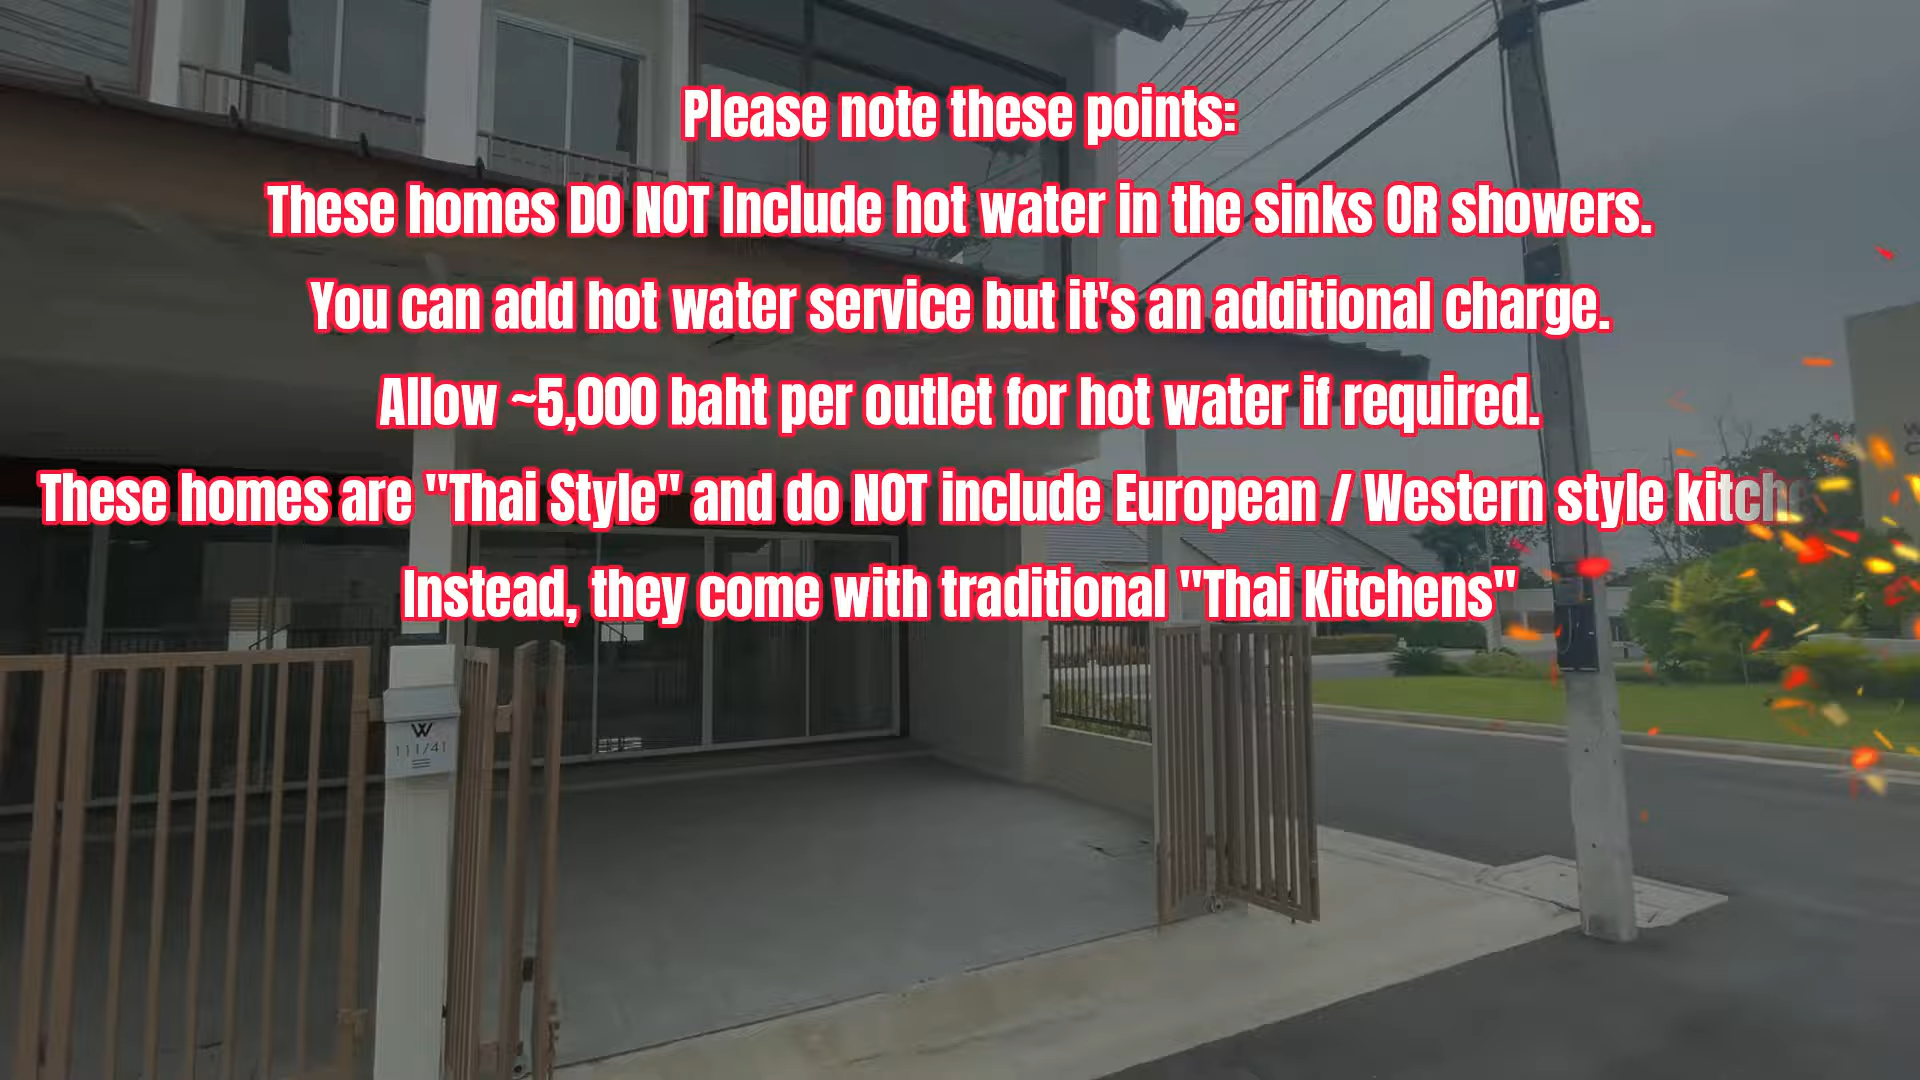 Please note these points:
These homes DO NOT Include hot water in the sinks OR showers.
You can add hot water service but it's an additional charge.
Allow ~5,000 baht per outlet for hot water if required.
These homes are "Thai Style" and do NOT include European / Western style kitche
Instead, they come with traditional "Thai Kitchens"
W
111/41